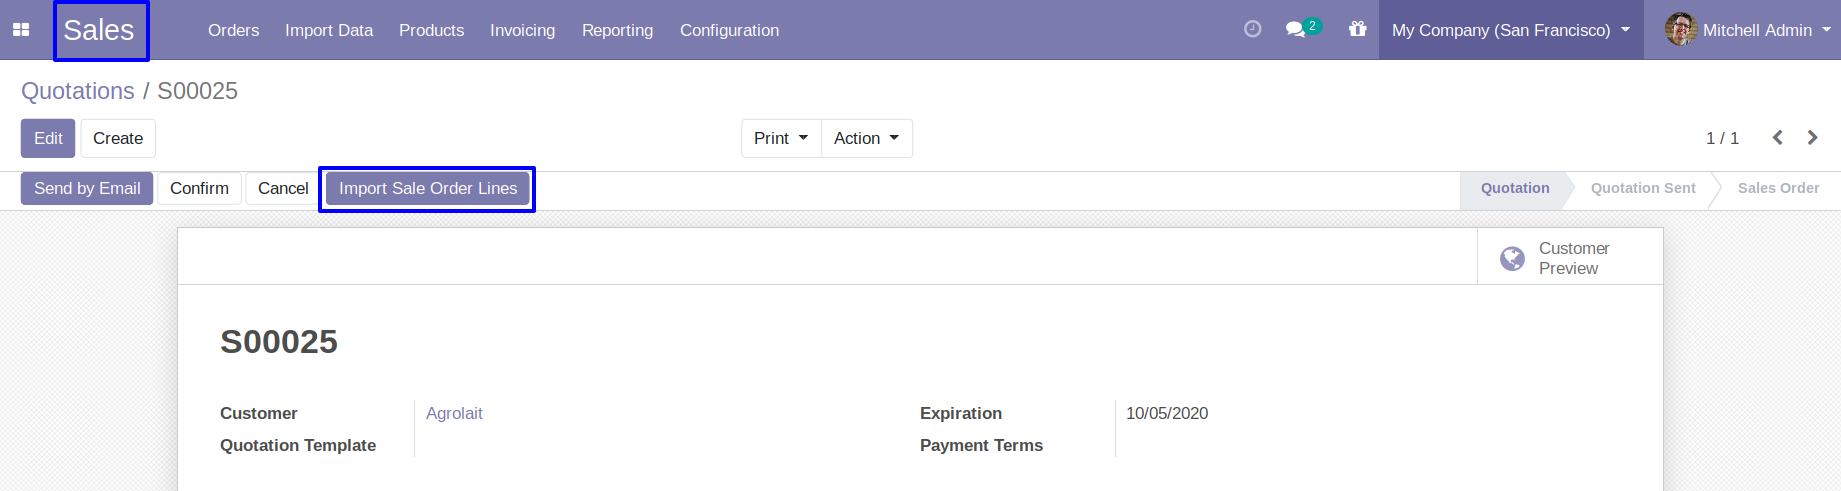 Sales Orders Import Data Products Invoicing Reporting Configuration 2 My Company (San Francisco) Mitchell Admin
Quotations / S00025
Edit Create Print Action 1 / 1
Send by Email Confirm Cancel Import Sale Order Lines Quotation Quotation Sent Sales Order
Customer
Preview
S00025
Customer Agrolait Expiration 10/05/2020
Quotation Template Payment Terms